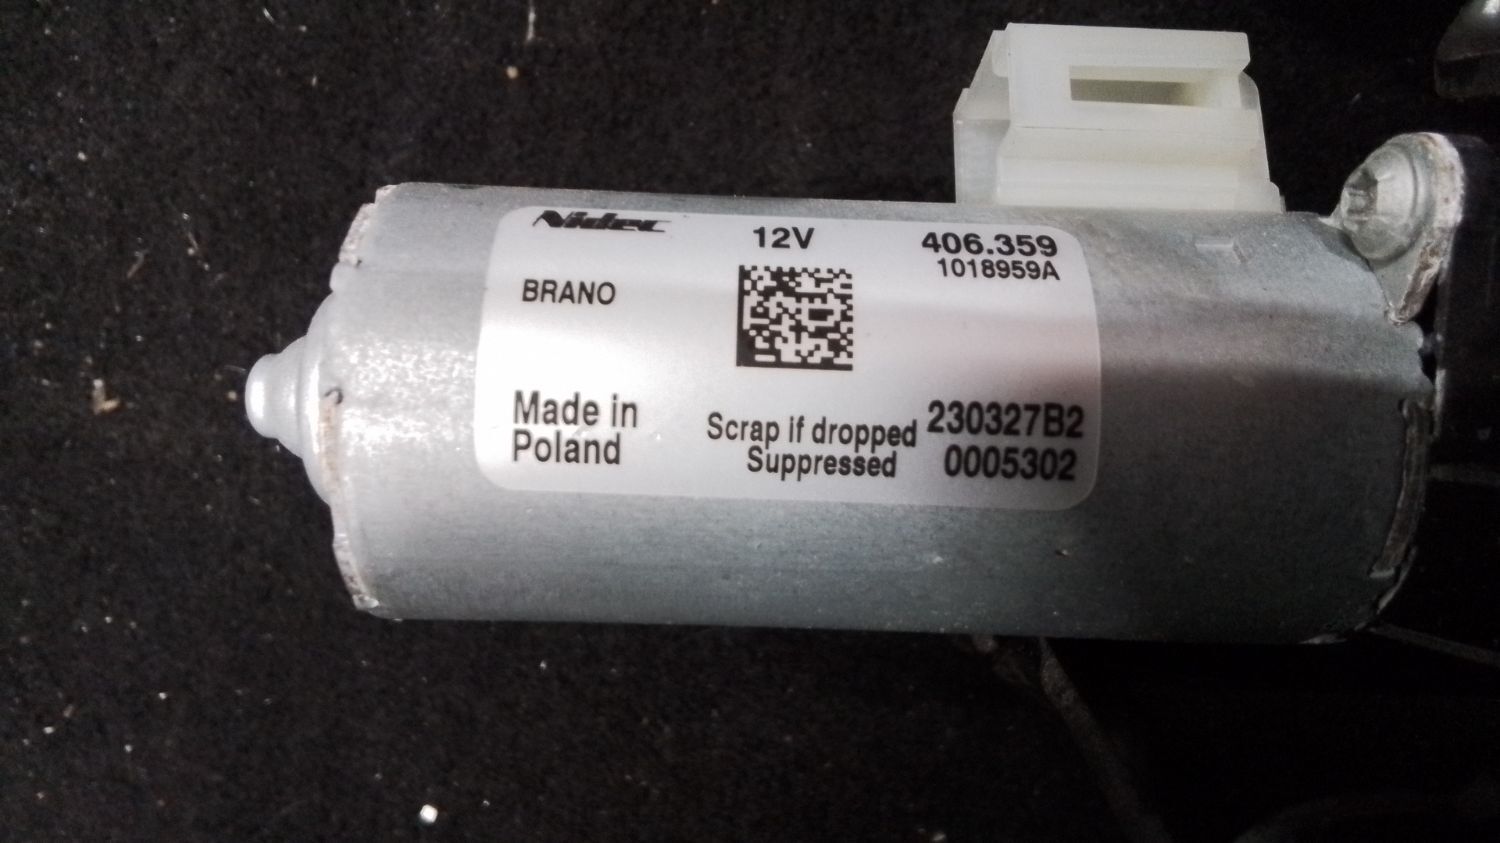 Nidec
12V
406.359
1018959A
BRANO
Made in
Poland
Scrap if dropped
Suppressed
230327B2
0005302